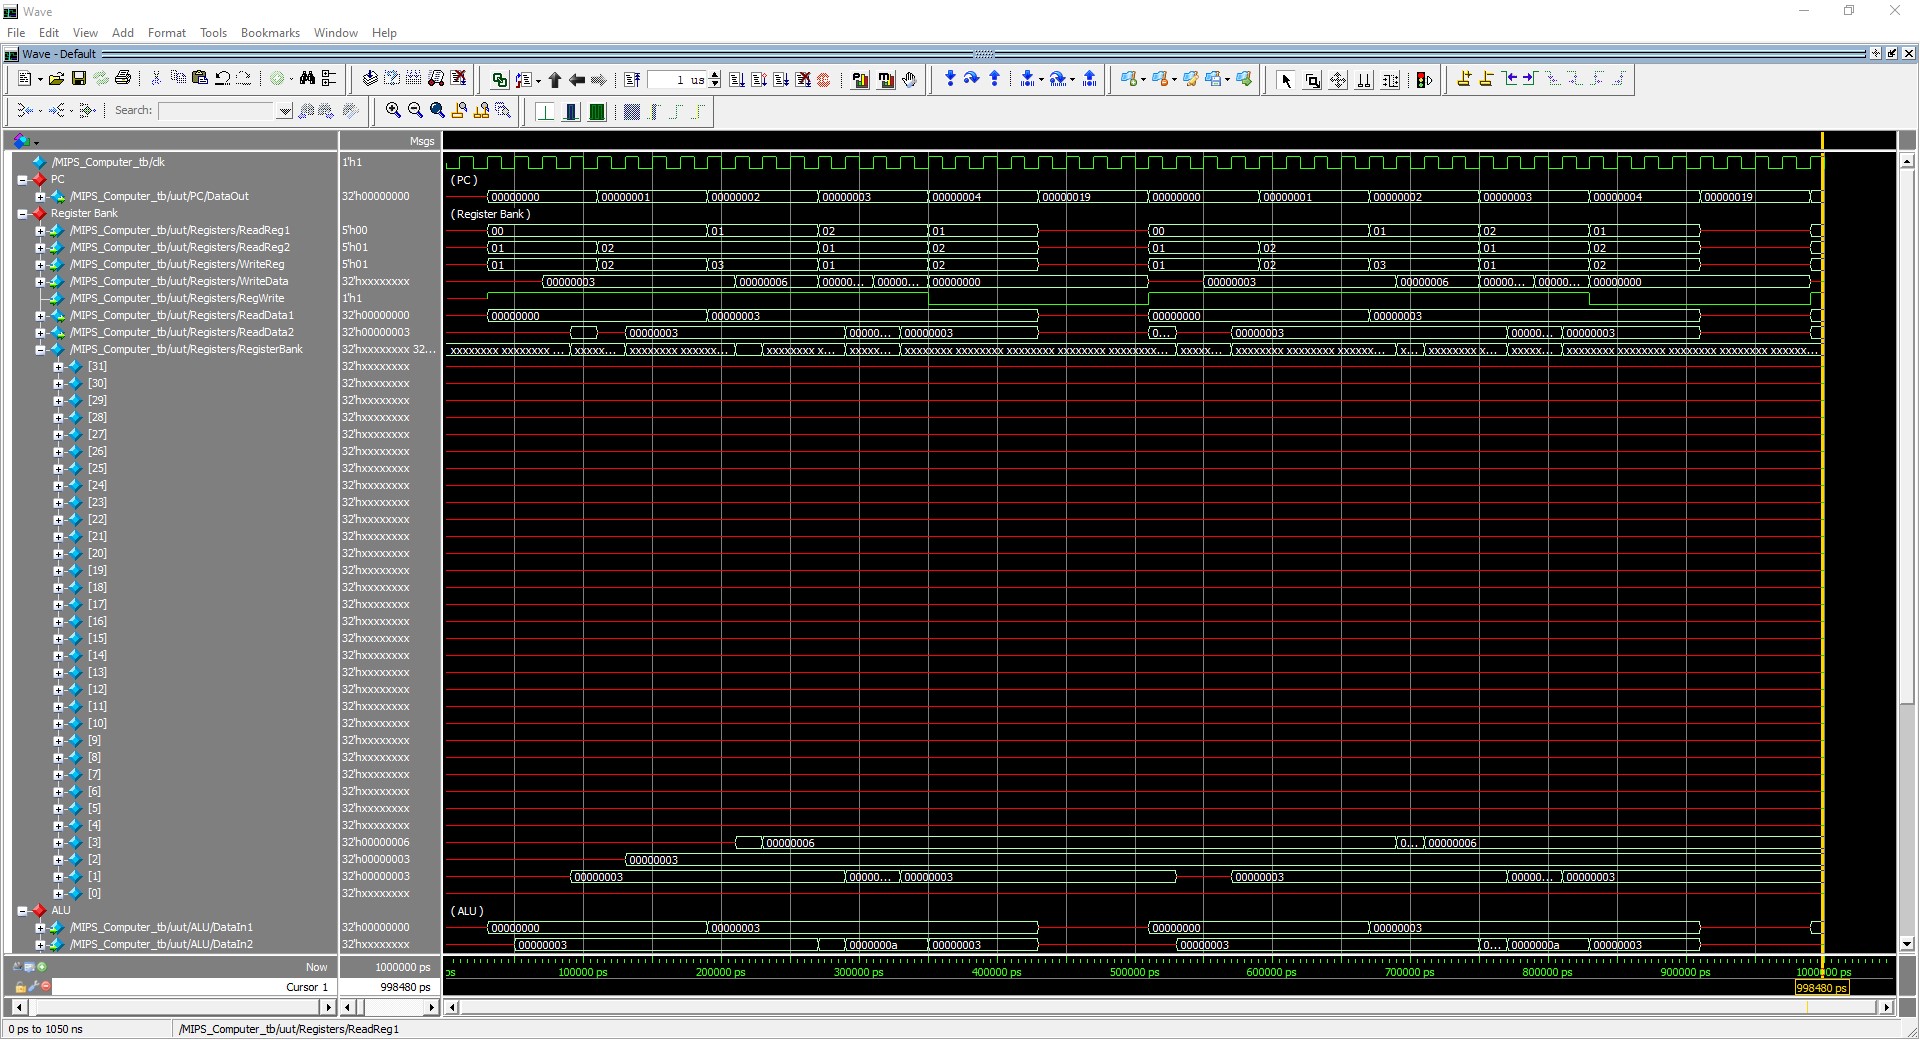 Wave
File Edit View Add Format Tools Bookmarks Window Help
Wave - Default
1 us
Search:
Msgs
/MIPS_Computer_tb/clk 1'h1
PC (PC)
/MIPS_Computer_tb/uut/PC/DataOut 32'h00000000 00000000 00000001 00000002 00000003 00000004 00000019 00000000 00000001 00000002 00000003 00000004 00000019
Register Bank (Register Bank)
/MIPS_Computer_tb/uut/Registers/ReadReg1 5'h00 00 01 02 01 00 01 02 01
/MIPS_Computer_tb/uut/Registers/ReadReg2 5'h01 01 02 01 02 01 02 01 02
/MIPS_Computer_tb/uut/Registers/WriteReg 5'h01 01 02 03 01 02 01 02 03 01 02
/MIPS_Computer_tb/uut/Registers/WriteData 32'hxxxxxxxx 00000003 00000006 00000... 00000... 00000000 00000003 00000006 00000... 00000... 00000000
/MIPS_Computer_tb/uut/Registers/RegWrite 1'h1
/MIPS_Computer_tb/uut/Registers/ReadData1 32'h00000000 00000000 00000003 00000000 00000003
/MIPS_Computer_tb/uut/Registers/ReadData2 32'h00000003 00000003 00000... 00000003 0... 00000003 00000... 00000003
/MIPS_Computer_tb/uut/Registers/RegisterBank 32'hxxxxxxxx 32... xxxxxxxx xxxxxxxx ... xxxxx... xxxxxxxx xxxxxx... xxxxxxxx x... xxxxx... xxxxxxxx xxxxxxxx xxxxxxxx xxxxxxxx xxx... xxxxx... xxxxxxxx xxxxxxxx xxxxx... x... xxxxxxxx x... xxxxx... xxxxxxxx xxxxxxxx xxxxxxxx xxxxxxxx xxxxxx...
[31] 32'hxxxxxxxx
[30] 32'hxxxxxxxx
[29] 32'hxxxxxxxx
[28] 32'hxxxxxxxx
[27] 32'hxxxxxxxx
[26] 32'hxxxxxxxx
[25] 32'hxxxxxxxx
[24] 32'hxxxxxxxx
[23] 32'hxxxxxxxx
[22] 32'hxxxxxxxx
[21] 32'hxxxxxxxx
[20] 32'hxxxxxxxx
[19] 32'hxxxxxxxx
[18] 32'hxxxxxxxx
[17] 32'hxxxxxxxx
[16] 32'hxxxxxxxx
[15] 32'hxxxxxxxx
[14] 32'hxxxxxxxx
[13] 32'hxxxxxxxx
[12] 32'hxxxxxxxx
[11] 32'hxxxxxxxx
[10] 32'hxxxxxxxx
[9] 32'hxxxxxxxx
[8] 32'hxxxxxxxx
[7] 32'hxxxxxxxx
[6] 32'hxxxxxxxx
[5] 32'hxxxxxxxx
[4] 32'hxxxxxxxx
[3] 32'h00000006 00000006 0... 00000006
[2] 32'h00000003 00000003
[1] 32'h00000003 00000003 00000... 00000003 00000003 00000... 00000003
[0] 32'hxxxxxxxx
ALU (ALU)
/MIPS_Computer_tb/uut/ALU/DataIn1 32'h00000000 00000000 00000003 00000000 00000003
/MIPS_Computer_tb/uut/ALU/DataIn2 32'hxxxxxxxx 00000003 0000000a 00000003 00000003 0... 0000000a 00000003
Now 1000000 ps ps 100000 ps 200000 ps 300000 ps 400000 ps 500000 ps 600000 ps 700000 ps 800000 ps 900000 ps 1000000 ps
Cursor 1 998480 ps 998480 ps
0 ps to 1050 ns /MIPS_Computer_tb/uut/Registers/ReadReg1